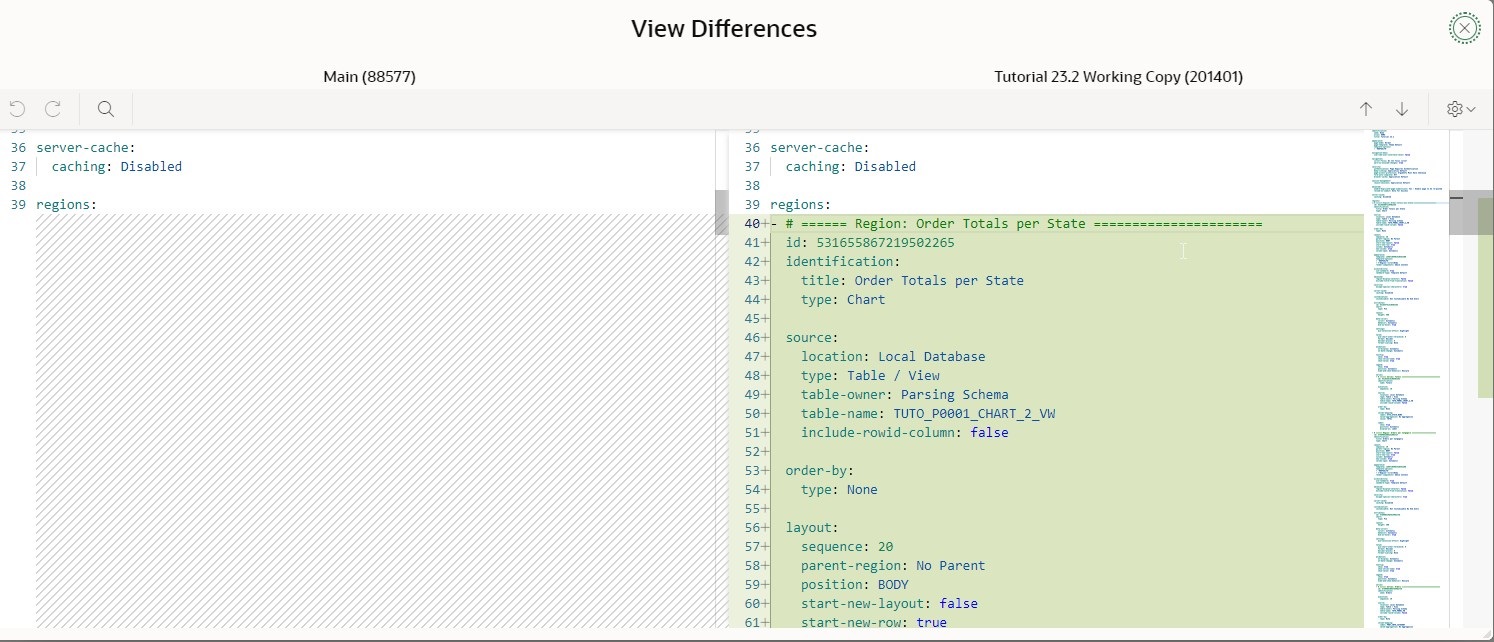 View Differences
Main (88577)
Tutorial 23.2 Working Copy (201401)
36 server-cache:
37 caching: Disabled
38
39 regions:
36 server-cache:
37 caching: Disabled
38
39 regions:
40+- # ====== Region: Order Totals per State ======================
41+ id: 531655867219502265
42+ identification:
43+ title: Order Totals per State
44+ type: Chart
45+
46+ source:
47+ location: Local Database
48+ type: Table / View
49+ table-owner: Parsing Schema
50+ table-name: TUTO_P0001_CHART_2_VW
51+ include-rowid-column: false
52+
53+ order-by:
54+ type: None
55+
56+ layout:
57+ sequence: 20
58+ parent-region: No Parent
59+ position: BODY
60+ start-new-layout: false
61+ start-new-row: true